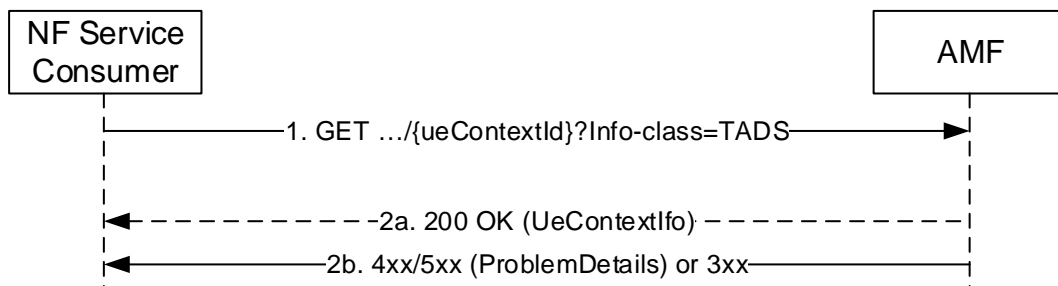 NF Service
Consumer
AMF
1. GET …/{ueContextId}?Info-class=TADS
2a. 200 OK (UeContextIfo)
2b. 4xx/5xx (ProblemDetails) or 3xx